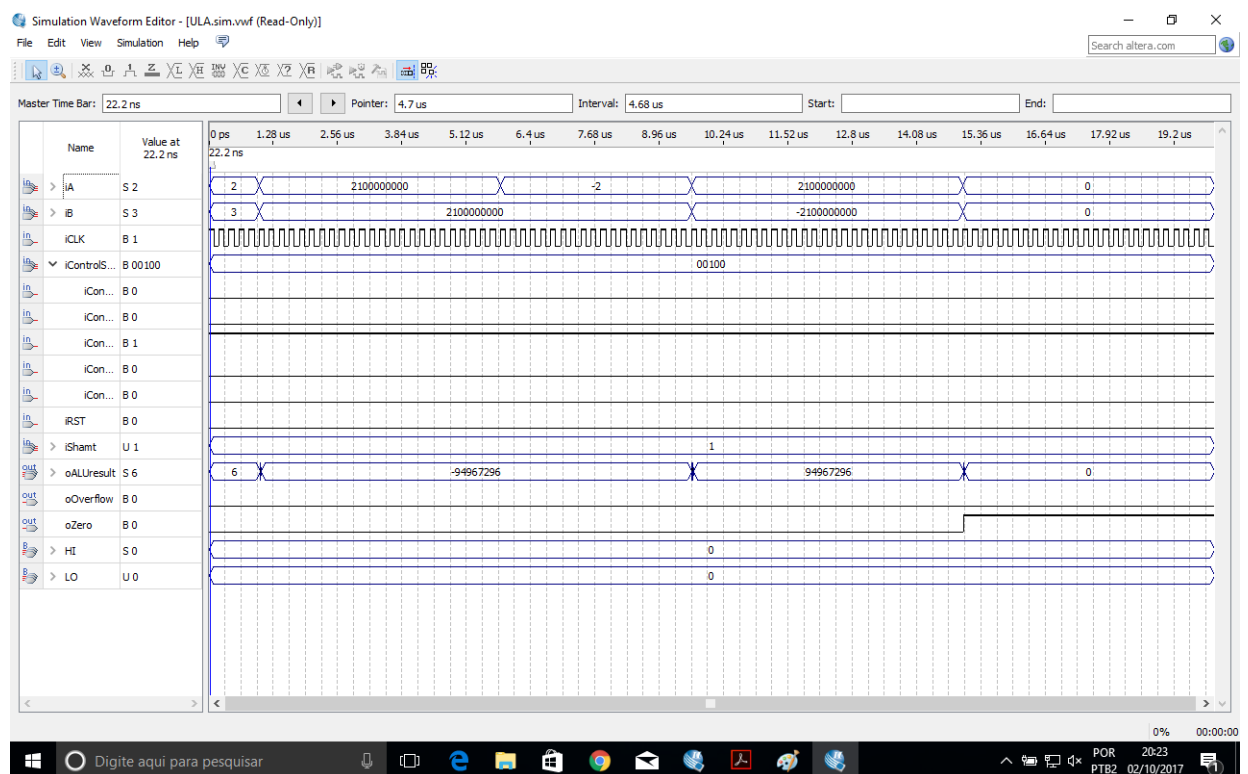 Simulation Waveform Editor - [ULA.sim.vwf (Read-Only)]
File Edit View Simulation Help
Search altera.com
Master Time Bar: 22.2 ns Pointer: 4.7 us Interval: 4.68 us Start: End:
Name Value at 22.2 ns 0 ps 1.28 us 2.56 us 3.84 us 5.12 us 6.4 us 7.68 us 8.96 us 10.24 us 11.52 us 12.8 us 14.08 us 15.36 us 16.64 us 17.92 us 19.2 us
22.2 ns
iA S 2 2 2100000000 -2 2100000000 0
iB S 3 3 2100000000 -2100000000 0
iCLK B 1
iControlS... B 00100 00100
iCon... B 0
iCon... B 0
iCon... B 1
iCon... B 0
iCon... B 0
iRST B 0
iShamt U 1 1
oALUresult S 6 6 -94967296 94967296 0
oOverflow B 0
oZero B 0
HI S 0 0
LO U 0 0
0% 00:00:00
Digite aqui para pesquisar
POR 20:23
PTB2 02/10/2017